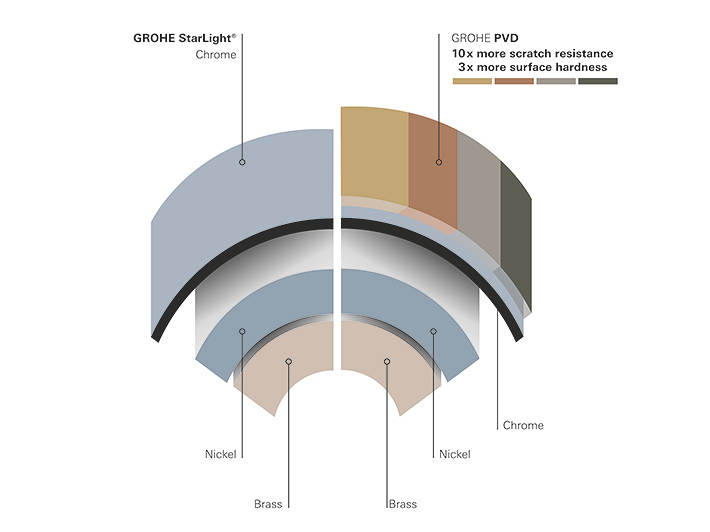 GROHE StarLight®
Chrome
GROHE PVD
10x more scratch resistance
3x more surface hardness
Chrome
Nickel
Nickel
Brass
Brass